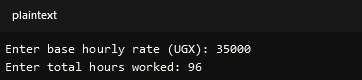 plaintext
Enter base hourly rate (UGX): 35000
Enter total hours worked: 96